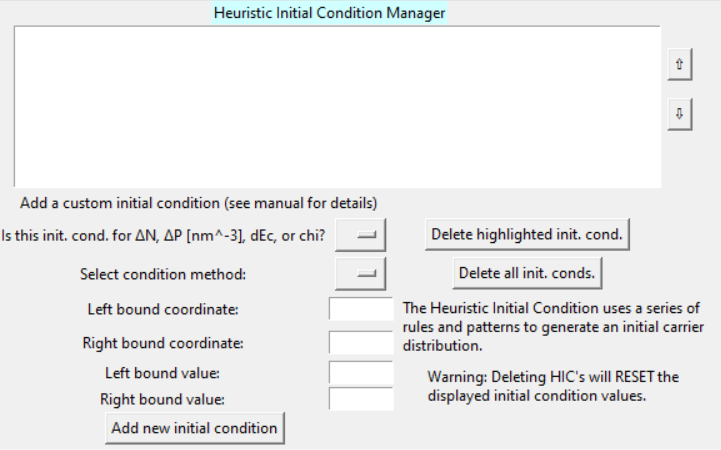 Heuristic Initial Condition Manager
⇧
⇩
Add a custom initial condition (see manual for details)
Is this init. cond. for ΔN, ΔP [nm^-3], dEc, or chi?
Delete highlighted init. cond.
Select condition method:
Delete all init. conds.
Left bound coordinate:
Right bound coordinate:
Left bound value:
Right bound value:
Add new initial condition
The Heuristic Initial Condition uses a series of
rules and patterns to generate an initial carrier
distribution.
Warning: Deleting HIC's will RESET the
displayed initial condition values.